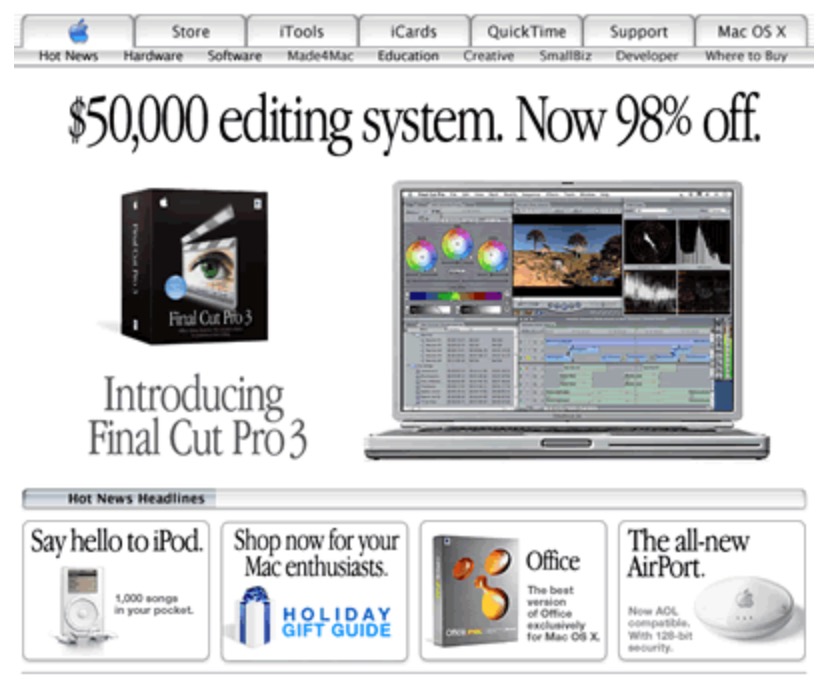 Store iTools iCards QuickTime Support Mac OS X
Hot News Hardware Software Made4Mac Education Creative SmallBiz Developer Where to Buy
$50,000 editing system. Now 98% off.
Final Cut Pro 3
Final Cut Pro 3
Introducing
Final Cut Pro 3
Hot News Headlines
Say hello to iPod.
1,000 songs
in your pocket.
Shop now for your
Mac enthusiasts.
HOLIDAY
GIFT GUIDE
Office
The best
version
of Office
exclusively
for Mac OS X.
The all-new
AirPort.
Now AOL
compatible.
With 128-bit
security.